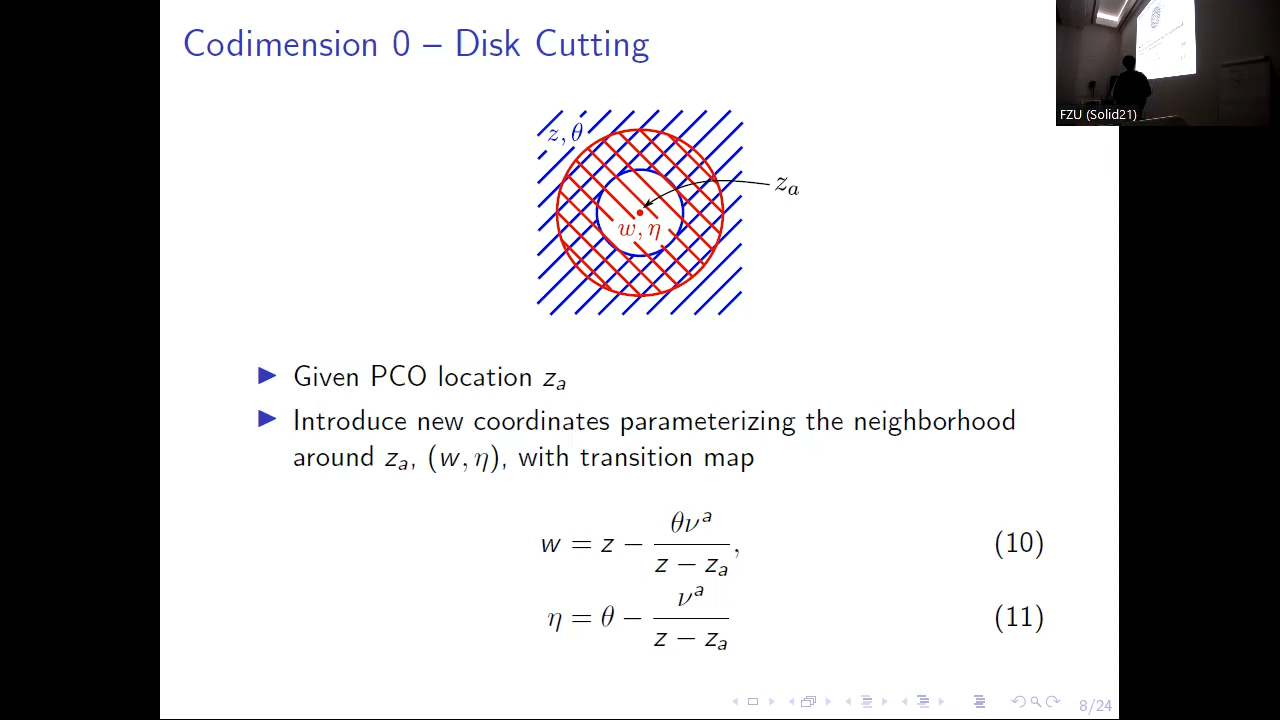 Codimension 0 – Disk Cutting
FZU (Solid21)
z, θ
z_a
w, η
▶ Given PCO location z_a
▶ Introduce new coordinates parameterizing the neighborhood
around z_a, (w, η), with transition map
w = z − θν^a / (z − z_a), (10)
η = θ − ν^a / (z − z_a) (11)
8/24